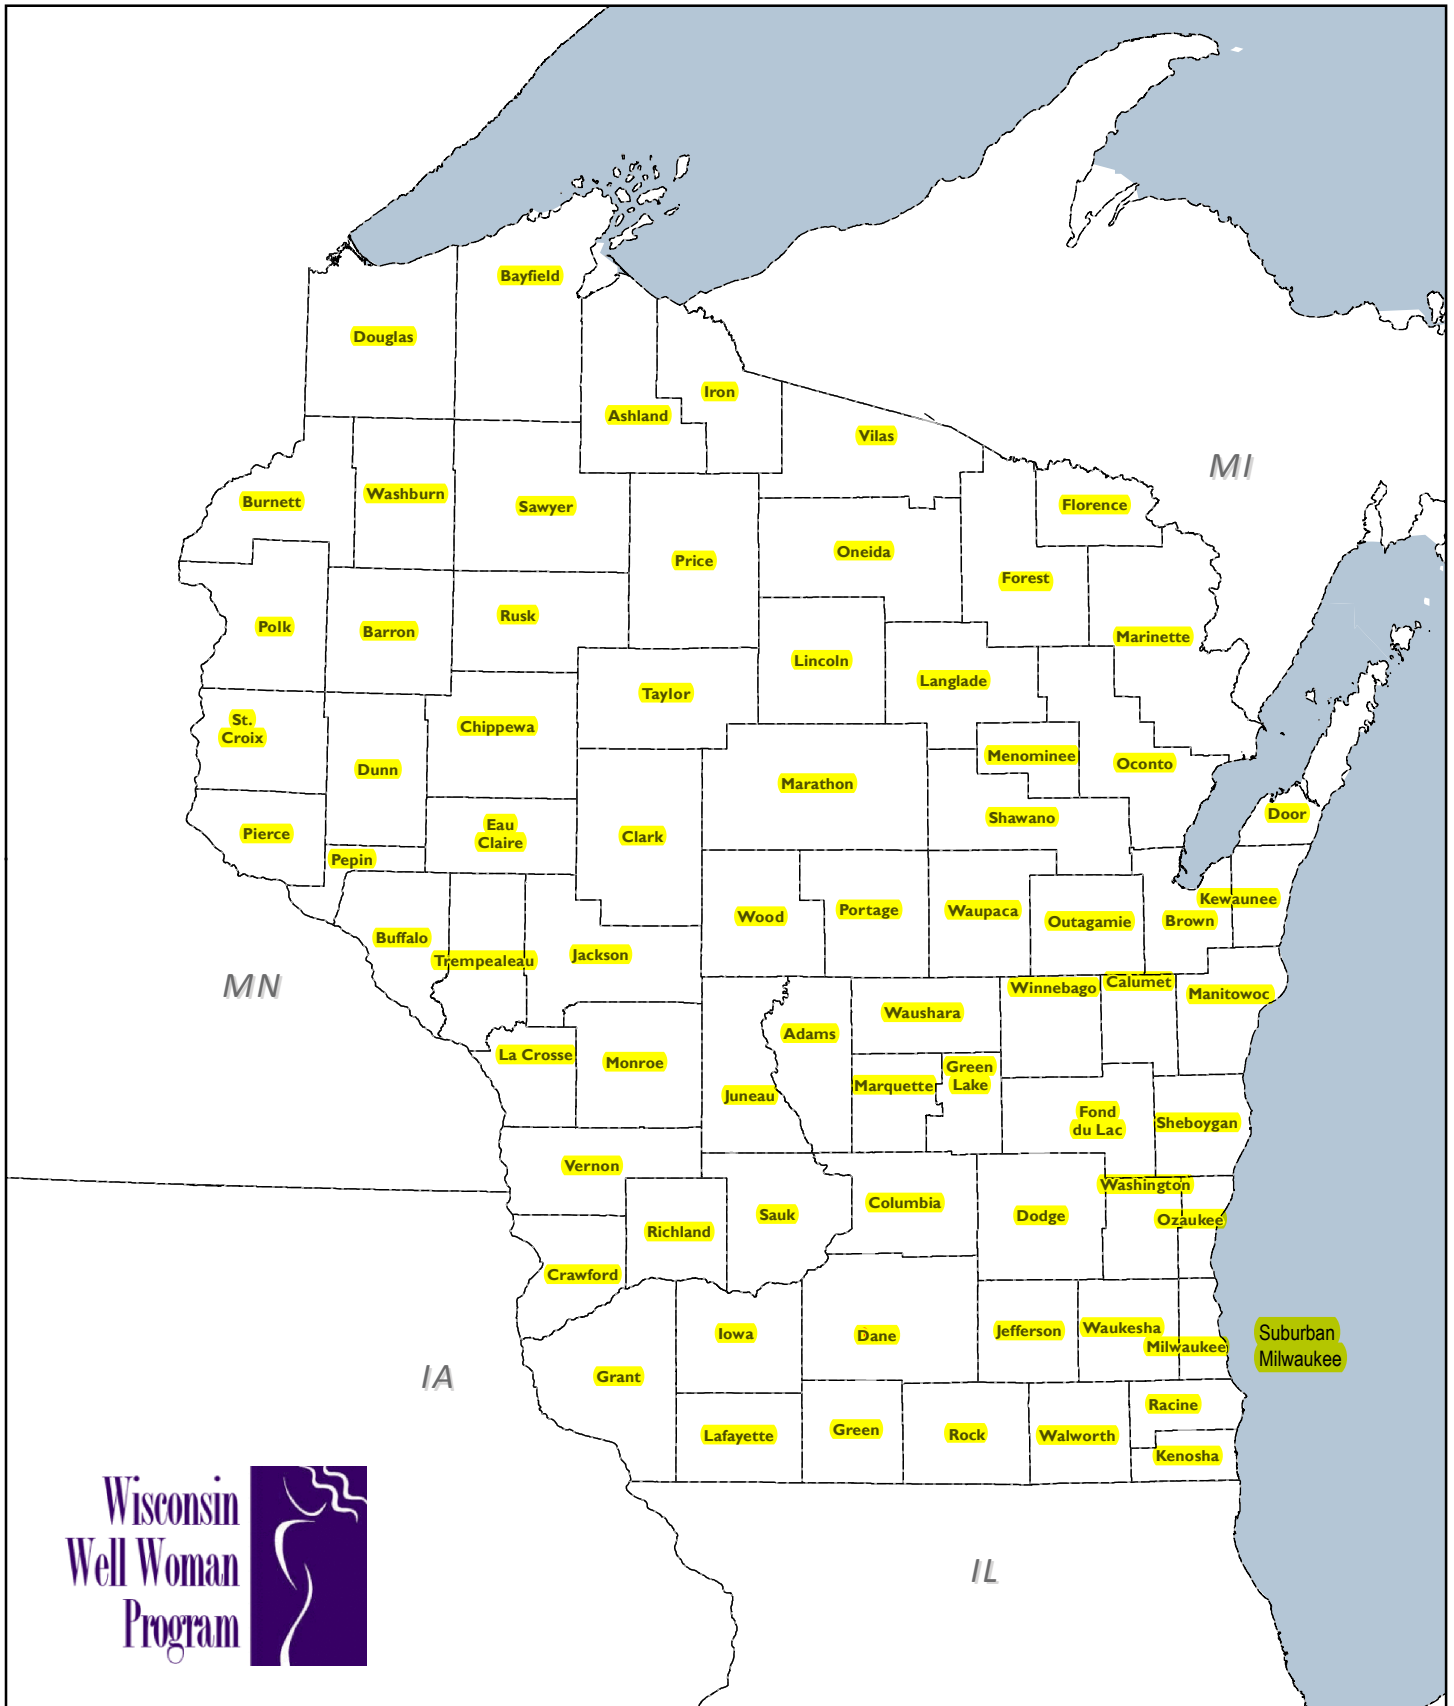 Bayfield
Douglas
Iron
Ashland
Vilas
MI
Washburn
Burnett
Sawyer
Florence
Oneida
Price
Forest
Rusk
Polk
Barron
Marinette
Lincoln
Langlade
Taylor
St.
Croix
Chippewa
Menominee
Oconto
Dunn
Marathon
Door
Shawano
Eau
Claire
Pierce
Clark
Pepin
Kewaunee
Wood
Portage
Waupaca
Outagamie
Brown
Buffalo
Trempealeau
Jackson
MN
Winnebago
Calumet
Manitowoc
Waushara
Adams
La Crosse
Monroe
Green
Lake
Marquette
Juneau
Fond
du Lac
Sheboygan
Vernon
Washington
Columbia
Sauk
Dodge
Ozaukee
Richland
Crawford
Iowa
Dane
Jefferson
Waukesha
Milwaukee
Suburban
Milwaukee
IA
Grant
Racine
Lafayette
Green
Rock
Walworth
Kenosha
Wisconsin
Well Woman
Program
IL